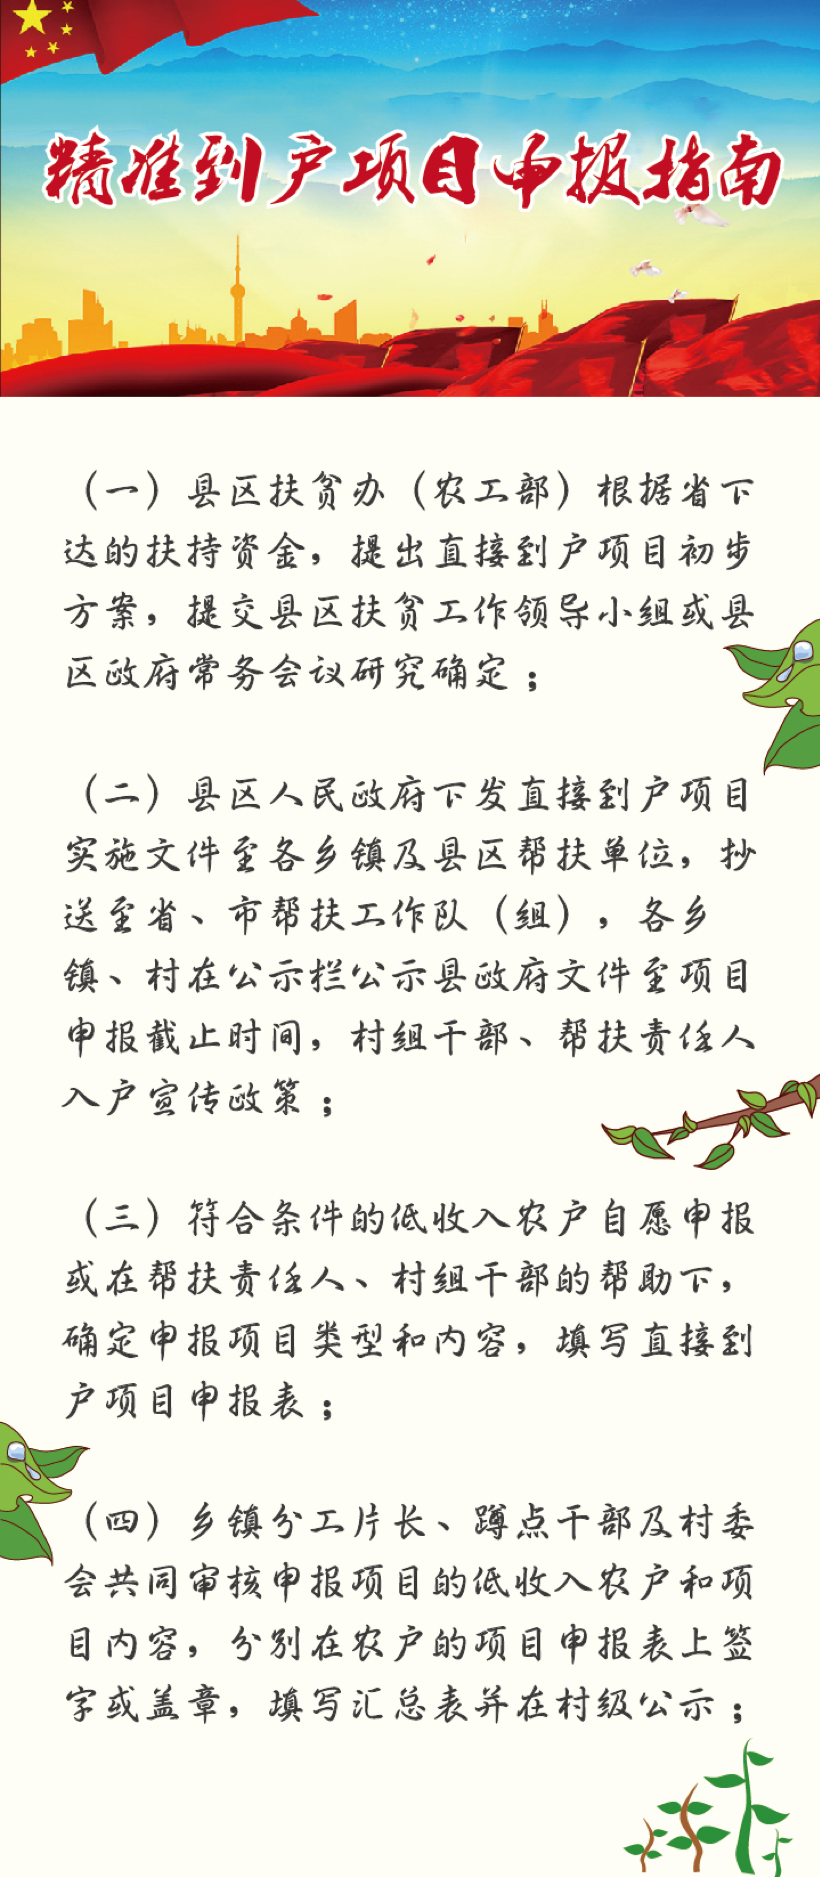 精准到户项目申报指南
（一）县区扶贫办（农工部）根据省下
达的扶持资金，提出直接到户项目初步
方案，提交县区扶贫工作领导小组或县
区政府常务会议研究确定；
（二）县区人民政府下发直接到户项目
实施文件至各乡镇及县区帮扶单位，抄
送至省、市帮扶工作队（组），各乡
镇、村在公示栏公示县政府文件至项目
申报截止时间，村组干部、帮扶责任人
入户宣传政策；
（三）符合条件的低收入农户自愿申报
或在帮扶责任人、村组干部的帮助下，
确定申报项目类型和内容，填写直接到
户项目申报表；
（四）乡镇分工片长、蹲点干部及村委
会共同审核申报项目的低收入农户和项
目内容，分别在农户的项目申报表上签
字或盖章，填写汇总表并在村级公示；